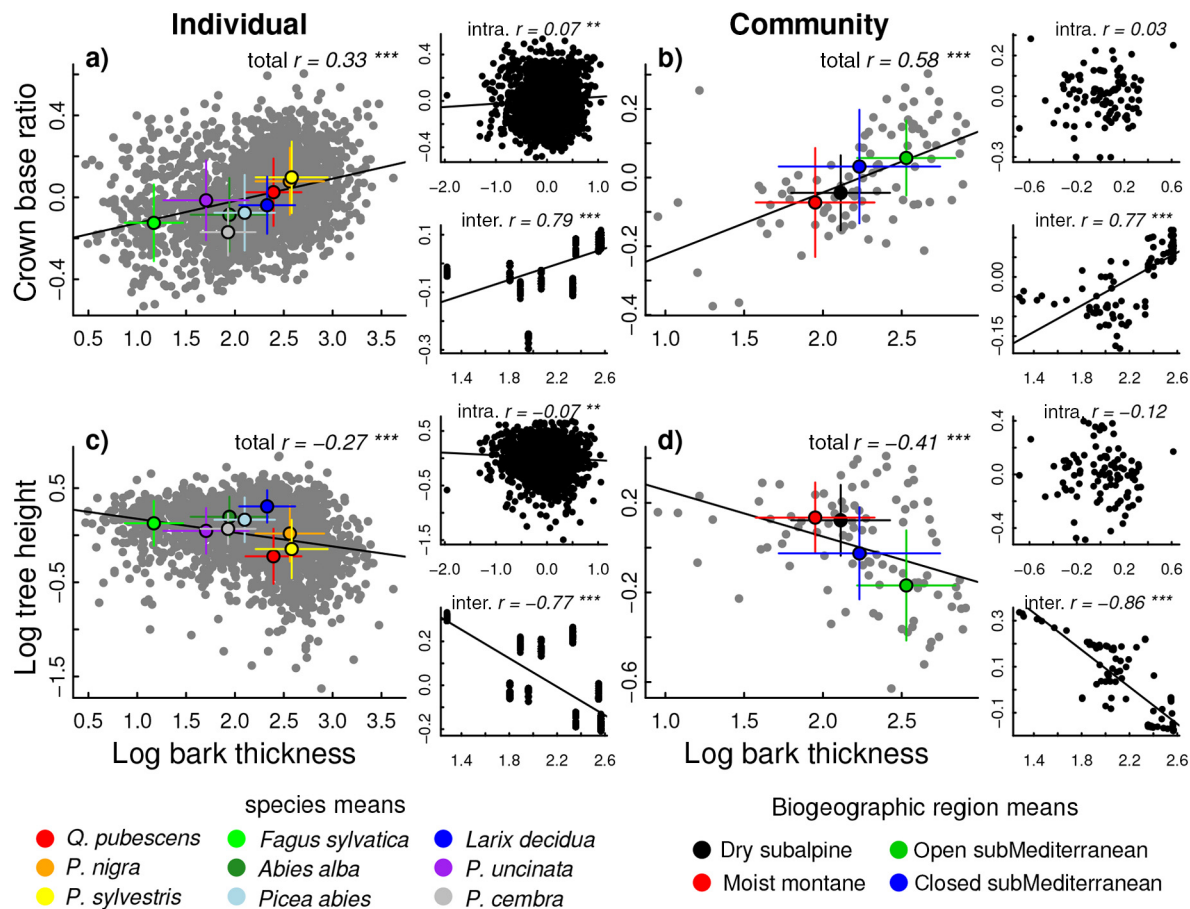 Individual
Community
a)
total r = 0.33 ***
intra. r = 0.07 **
b)
total r = 0.58 ***
intra. r = 0.03
Crown base ratio
0.4
0.0
−0.4
0.5 1.0 1.5 2.0 2.5 3.0 3.5
0.4
0.0
−0.4
−2.0 −1.0 0.0 1.0
inter. r = 0.79 ***
0.1
−0.1
−0.3
1.4 1.8 2.2 2.6
0.2
0.0
−0.2
−0.4
1.0 1.5 2.0 2.5
0.2
0.0
−0.3
−0.6 −0.2 0.2 0.6
inter. r = 0.77 ***
0.00
−0.15
1.4 1.8 2.2 2.6
c)
total r = −0.27 ***
intra. r = −0.07 **
d)
total r = −0.41 ***
intra. r = −0.12
Log tree height
0.5
−0.5
−1.5
0.5 1.0 1.5 2.0 2.5 3.0 3.5
0.5
−0.5
−1.5
−2.0 −1.0 0.0 1.0
inter. r = −0.77 ***
0.2
0.0
−0.2
1.4 1.8 2.2 2.6
0.2
−0.2
−0.6
1.0 1.5 2.0 2.5
0.4
0.0
−0.4
−0.6 −0.2 0.2 0.6
inter. r = −0.86 ***
0.3
0.1
−0.1
1.4 1.8 2.2 2.6
Log bark thickness
Log bark thickness
species means
Q. pubescens
Fagus sylvatica
Larix decidua
P. nigra
Abies alba
P. uncinata
P. sylvestris
Picea abies
P. cembra
Biogeographic region means
Dry subalpine
Open subMediterranean
Moist montane
Closed subMediterranean